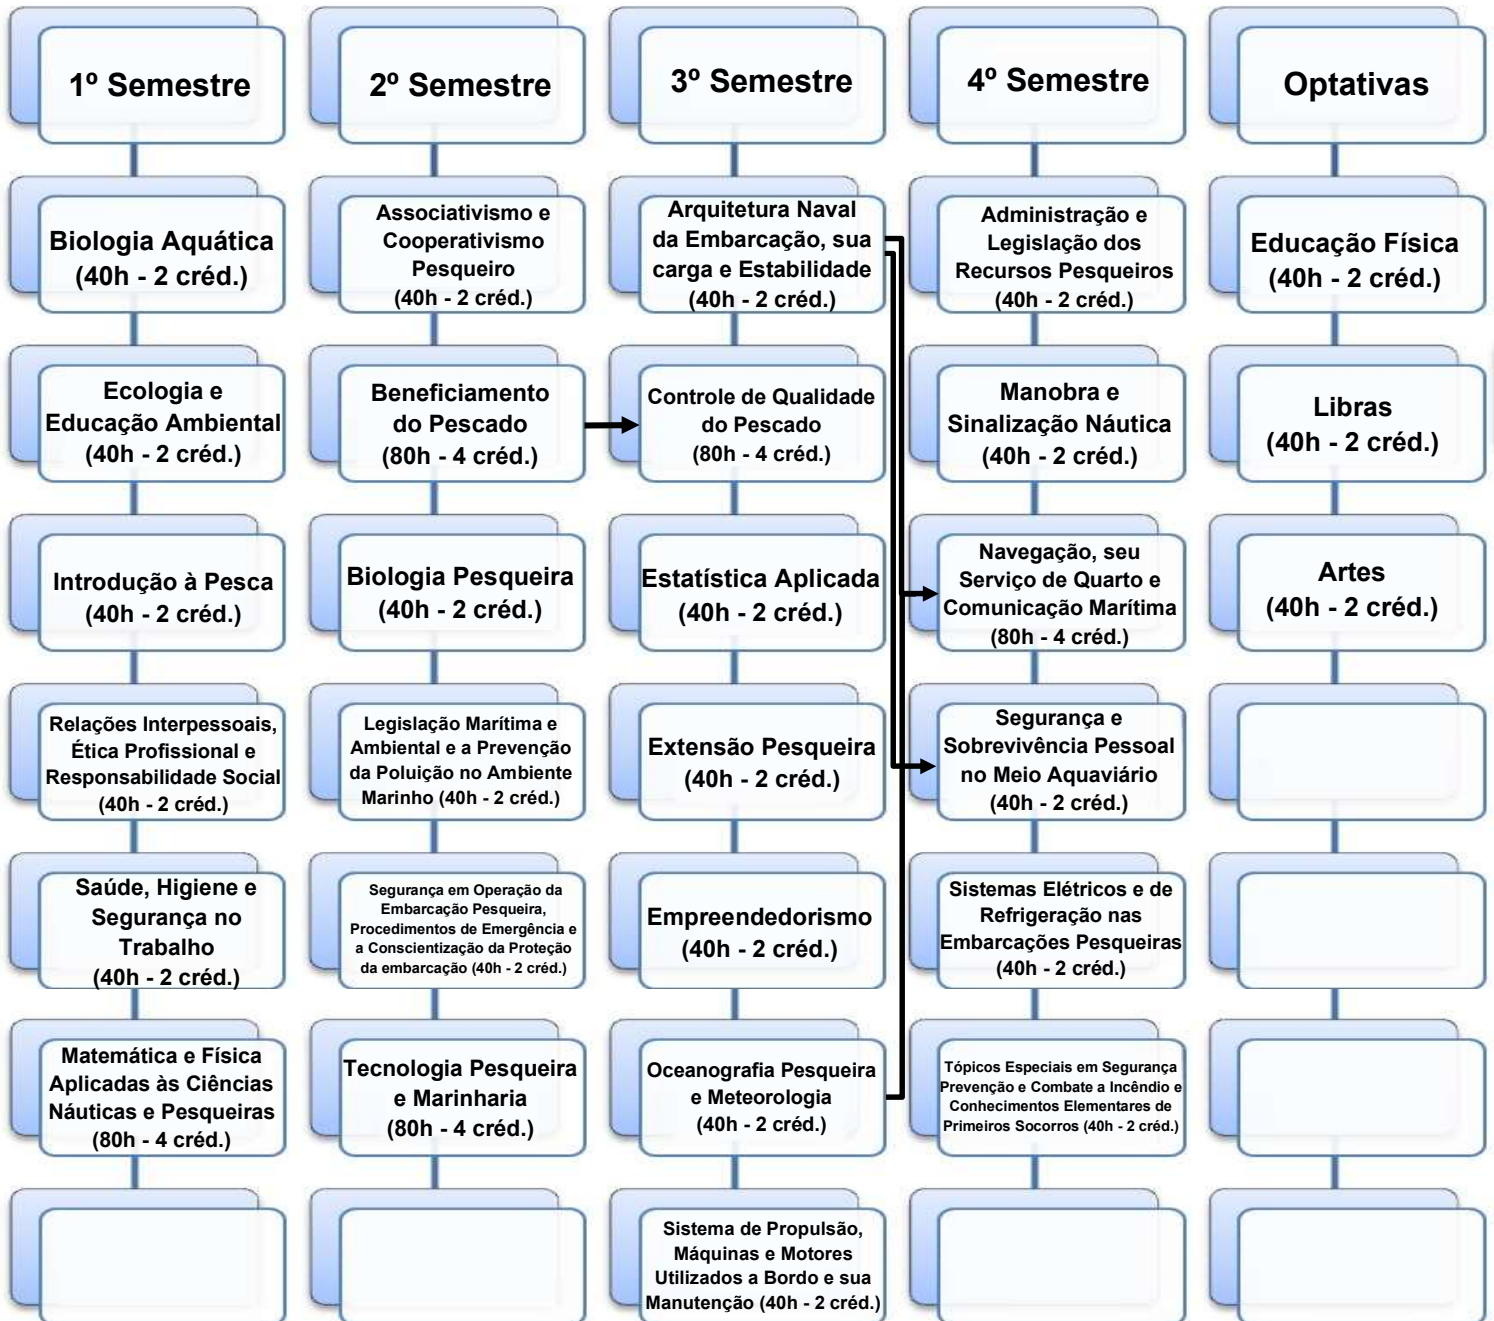 1º Semestre
Biologia Aquática
(40h - 2 créd.)
Ecologia e
Educação Ambiental
(40h - 2 créd.)
Introdução à Pesca
(40h - 2 créd.)
Relações Interpessoais,
Ética Profissional e
Responsabilidade Social
(40h - 2 créd.)
Saúde, Higiene e
Segurança no
Trabalho
(40h - 2 créd.)
Matemática e Física
Aplicadas às Ciências
Náuticas e Pesqueiras
(80h - 4 créd.)
2º Semestre
Associativismo e
Cooperativismo
Pesqueiro
(40h - 2 créd.)
Beneficiamento
do Pescado
(80h - 4 créd.)
Biologia Pesqueira
(40h - 2 créd.)
Legislação Marítima e
Ambiental e a Prevenção
da Poluição no Ambiente
Marinho (40h - 2 créd.)
Segurança em Operação da
Embarcação Pesqueira,
Procedimentos de Emergência e
a Conscientização da Proteção
da embarcação (40h - 2 créd.)
Tecnologia Pesqueira
e Marinharia
(80h - 4 créd.)
3º Semestre
Arquitetura Naval
da Embarcação, sua
carga e Estabilidade
(40h - 2 créd.)
Controle de Qualidade
do Pescado
(80h - 4 créd.)
Estatística Aplicada
(40h - 2 créd.)
Extensão Pesqueira
(40h - 2 créd.)
Empreendedorismo
(40h - 2 créd.)
Oceanografia Pesqueira
e Meteorologia
(40h - 2 créd.)
Sistema de Propulsão,
Máquinas e Motores
Utilizados a Bordo e sua
Manutenção (40h - 2 créd.)
4º Semestre
Administração e
Legislação dos
Recursos Pesqueiros
(40h - 2 créd.)
Manobra e
Sinalização Náutica
(40h - 2 créd.)
Navegação, seu
Serviço de Quarto e
Comunicação Marítima
(80h - 4 créd.)
Segurança e
Sobrevivência Pessoal
no Meio Aquaviário
(40h - 2 créd.)
Sistemas Elétricos e de
Refrigeração nas
Embarcações Pesqueiras
(40h - 2 créd.)
Tópicos Especiais em Segurança
Prevenção e Combate a Incêndio e
Conhecimentos Elementares de
Primeiros Socorros (40h - 2 créd.)
Optativas
Educação Física
(40h - 2 créd.)
Libras
(40h - 2 créd.)
Artes
(40h - 2 créd.)